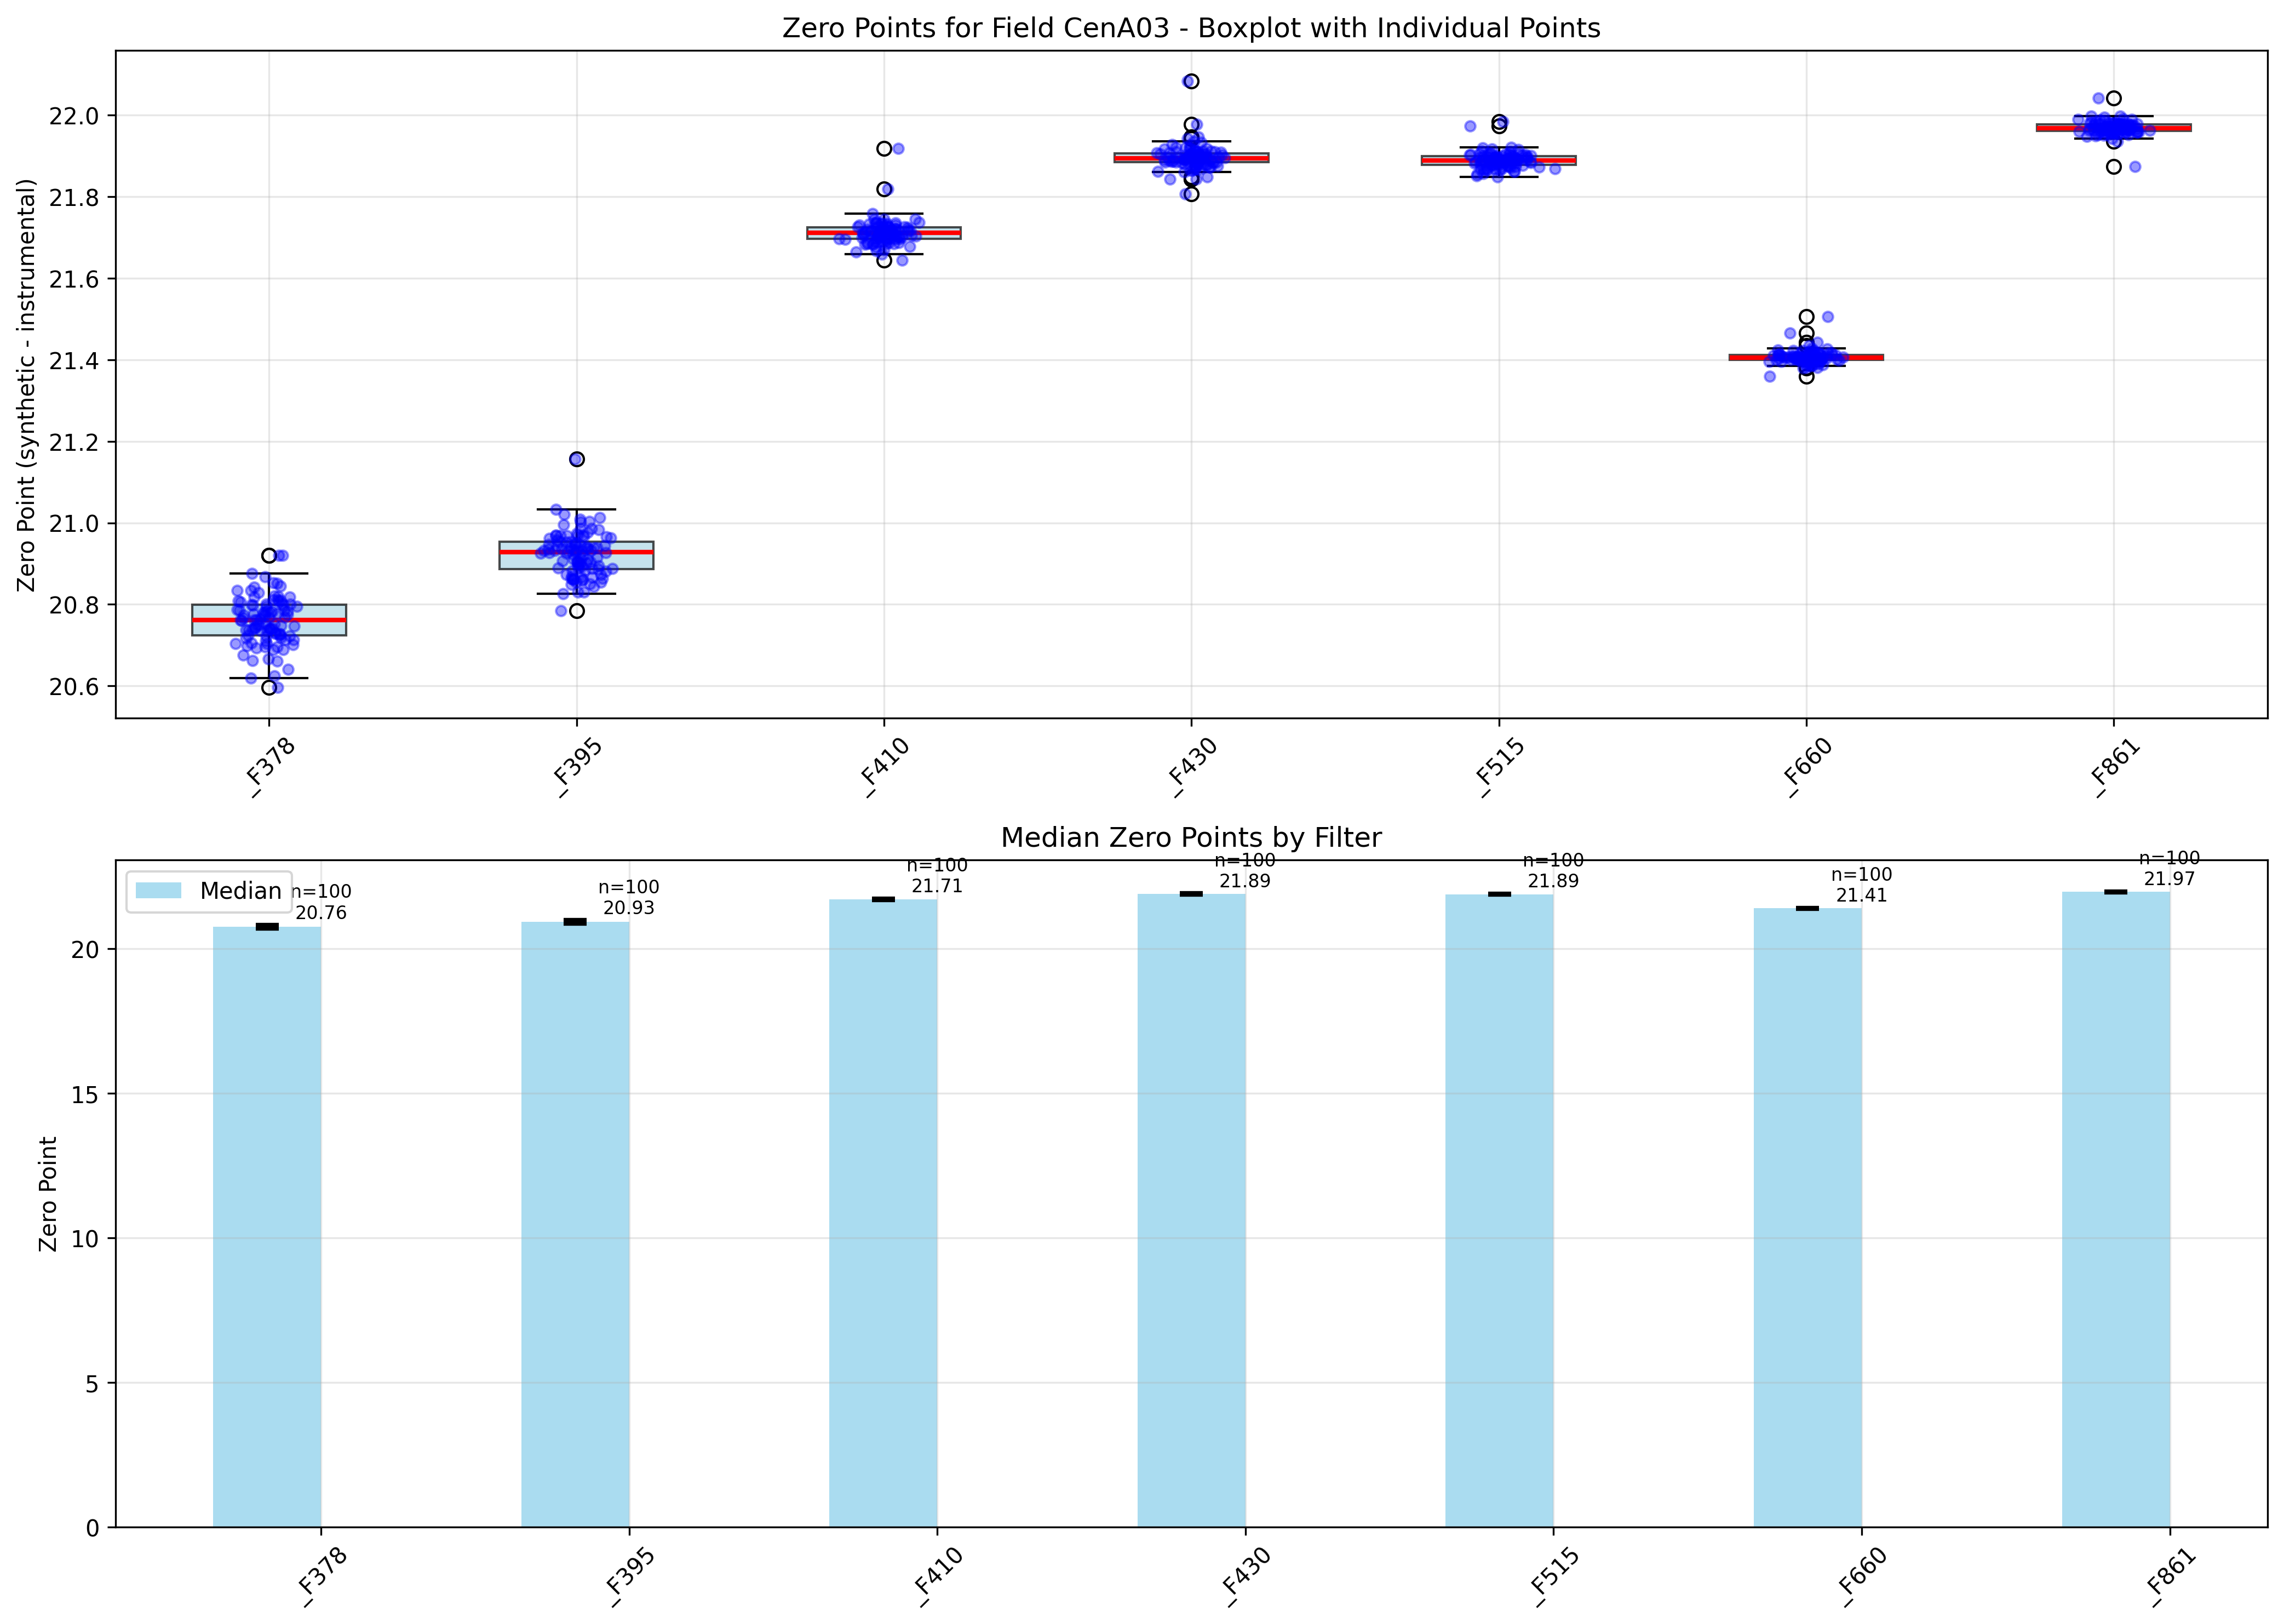 Zero Points for Field CenA03 - Boxplot with Individual Points
Zero Point (synthetic - instrumental)
22.0
21.8
21.6
21.4
21.2
21.0
20.8
20.6
_F378
_F395
_F410
_F430
_F515
_F660
_F861
Median Zero Points by Filter
Zero Point
20
15
10
5
0
Median
n=100
20.76
n=100
20.93
n=100
21.71
n=100
21.89
n=100
21.89
n=100
21.41
n=100
21.97
_F378
_F395
_F410
_F430
_F515
_F660
_F861